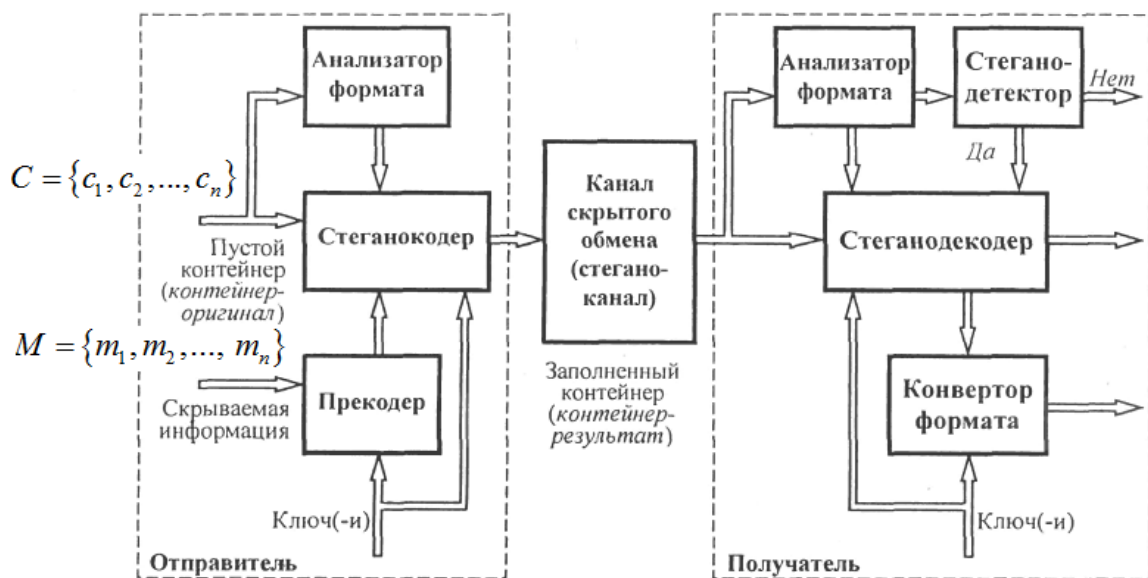 Анализатор
формата
C = {c₁, c₂, ..., cₙ}
Стеганокодер
Пустой
контейнер
(контейнер-
оригинал)
M = {m₁, m₂, ..., mₙ}
Скрываемая
информация
Прекодер
Ключ(-и)
Отправитель
Канал
скрытого
обмена
(стегано-
канал)
Заполненный
контейнер
(контейнер-
результат)
Анализатор
формата
Стегано-
детектор
Нет
Да
Стеганодекодер
Конвертор
формата
Ключ(-и)
Получатель